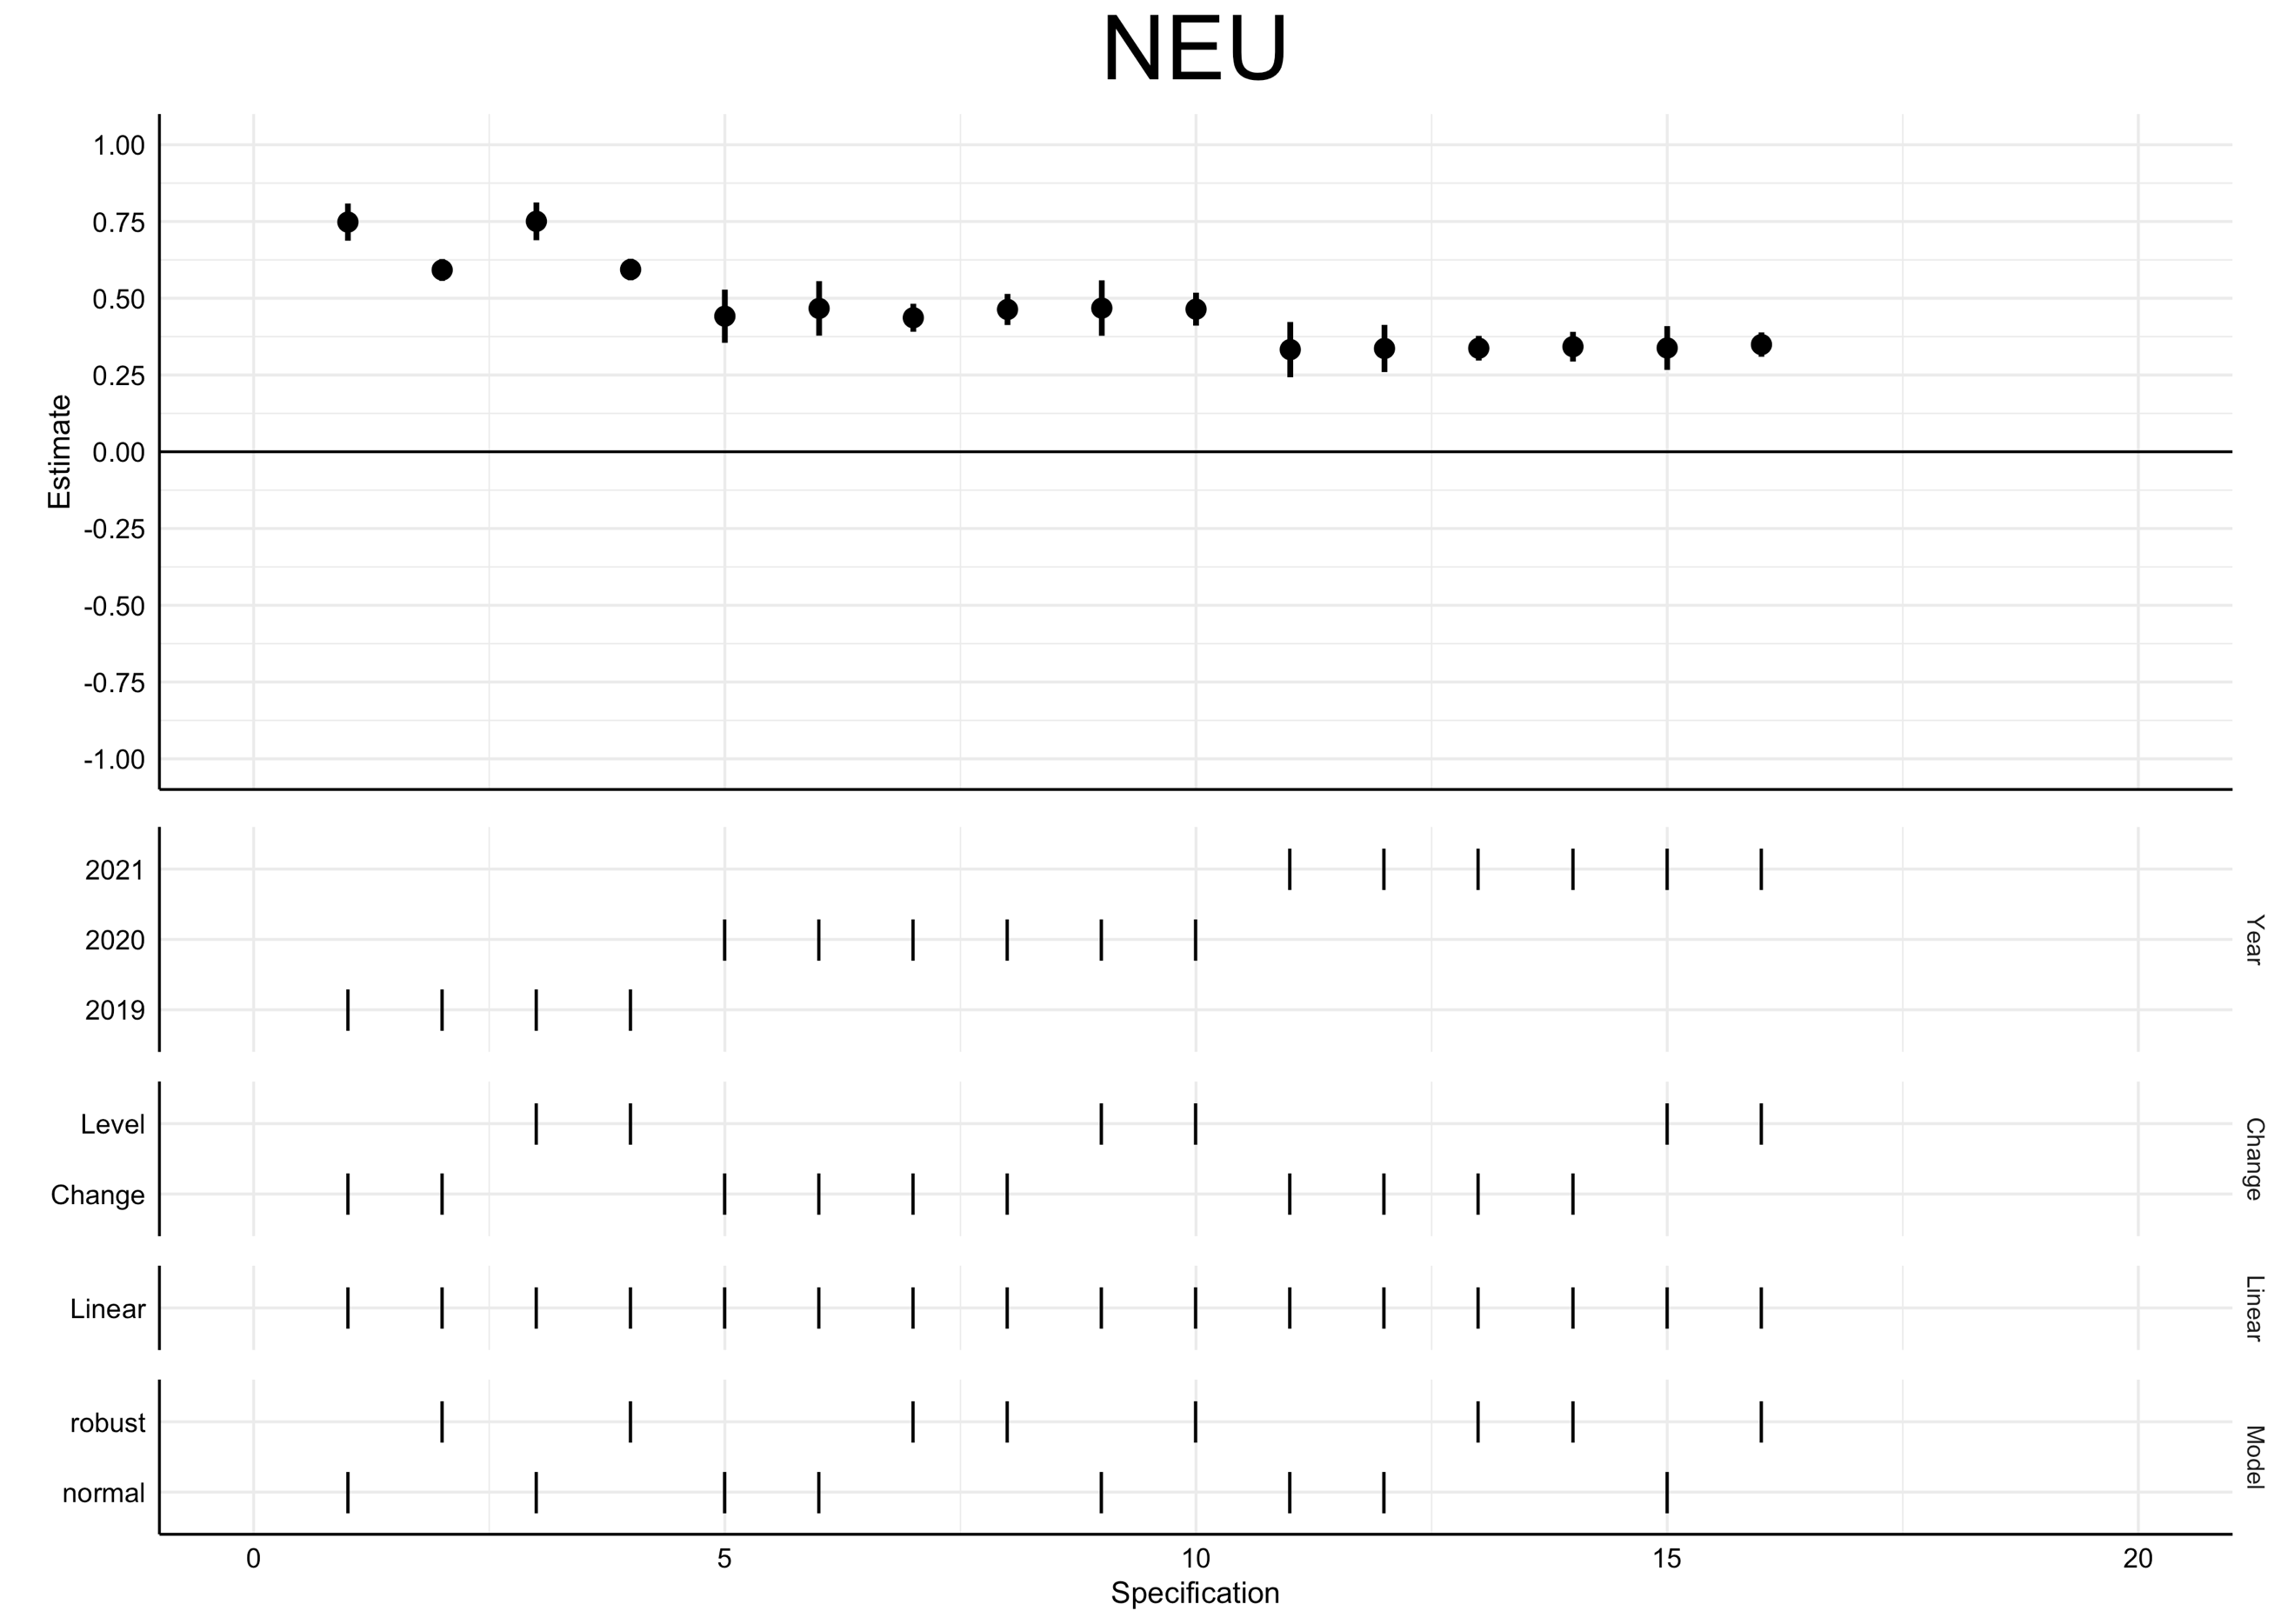 NEU
Estimate
1.00
0.75
0.50
0.25
0.00
-0.25
-0.50
-0.75
-1.00
2021
2020
2019
Year
Level
Change
Change
Linear
Linear
robust
normal
Model
0 5 10 15 20
Specification